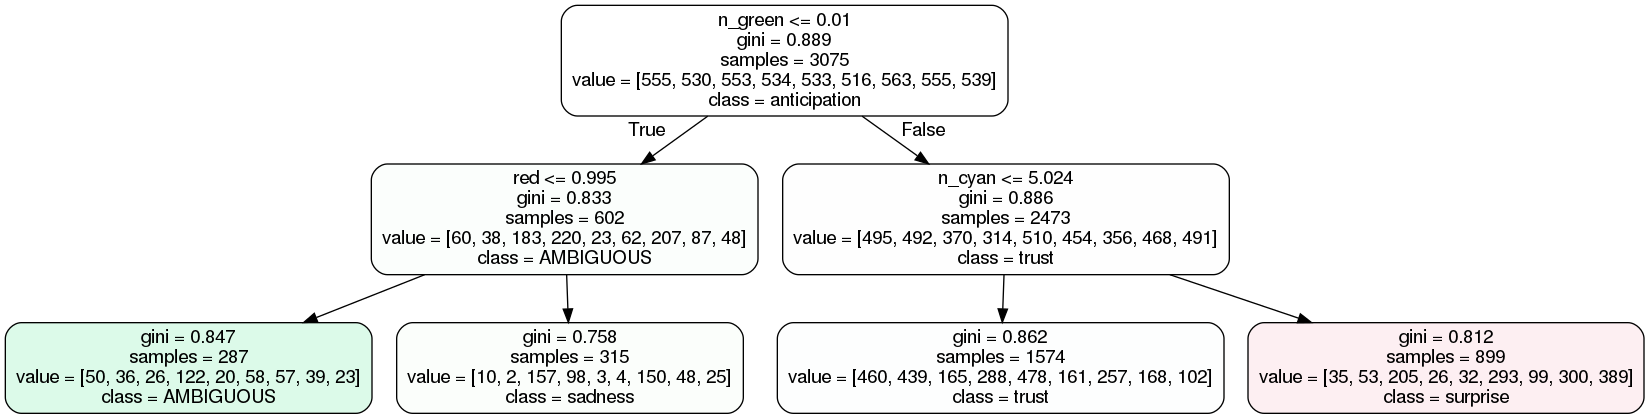 n_green <= 0.01
gini = 0.889
samples = 3075
value = [555, 530, 553, 534, 533, 516, 563, 555, 539]
class = anticipation
True
False
red <= 0.995
gini = 0.833
samples = 602
value = [60, 38, 183, 220, 23, 62, 207, 87, 48]
class = AMBIGUOUS
n_cyan <= 5.024
gini = 0.886
samples = 2473
value = [495, 492, 370, 314, 510, 454, 356, 468, 491]
class = trust
gini = 0.847
samples = 287
value = [50, 36, 26, 122, 20, 58, 57, 39, 23]
class = AMBIGUOUS
gini = 0.758
samples = 315
value = [10, 2, 157, 98, 3, 4, 150, 48, 25]
class = sadness
gini = 0.862
samples = 1574
value = [460, 439, 165, 288, 478, 161, 257, 168, 102]
class = trust
gini = 0.812
samples = 899
value = [35, 53, 205, 26, 32, 293, 99, 300, 389]
class = surprise